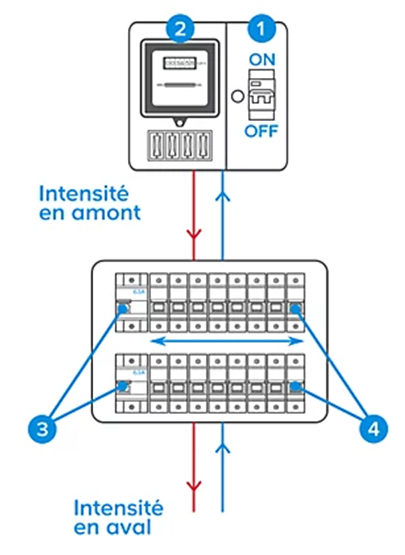 2
1
ON
OFF
Intensité
en amont
3
4
Intensité
en aval